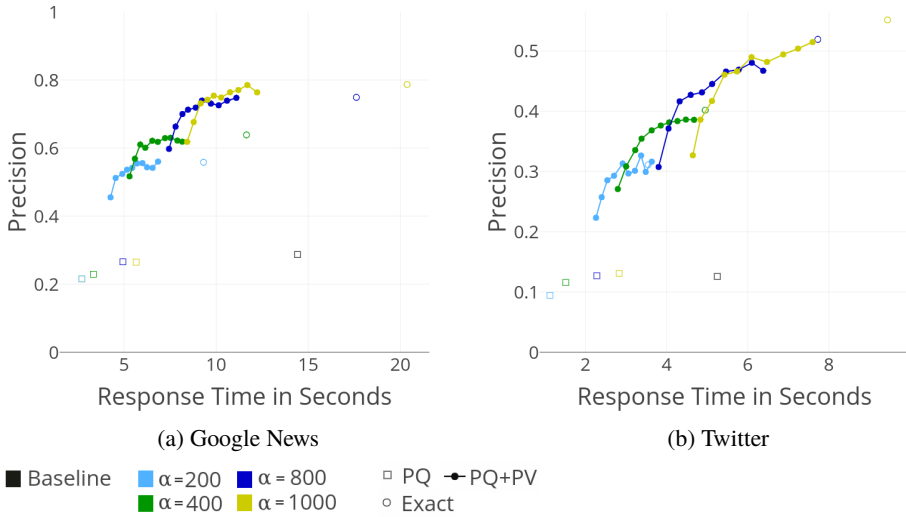 1
0.8
0.6
0.4
0.2
0
Precision
5
10
15
20
Response Time in Seconds
(a) Google News
0.5
0.4
0.3
0.2
0.1
0
Precision
2
4
6
8
Response Time in Seconds
(b) Twitter
Baseline α=200 α=800 PQ PQ+PV
α=400 α=1000 Exact